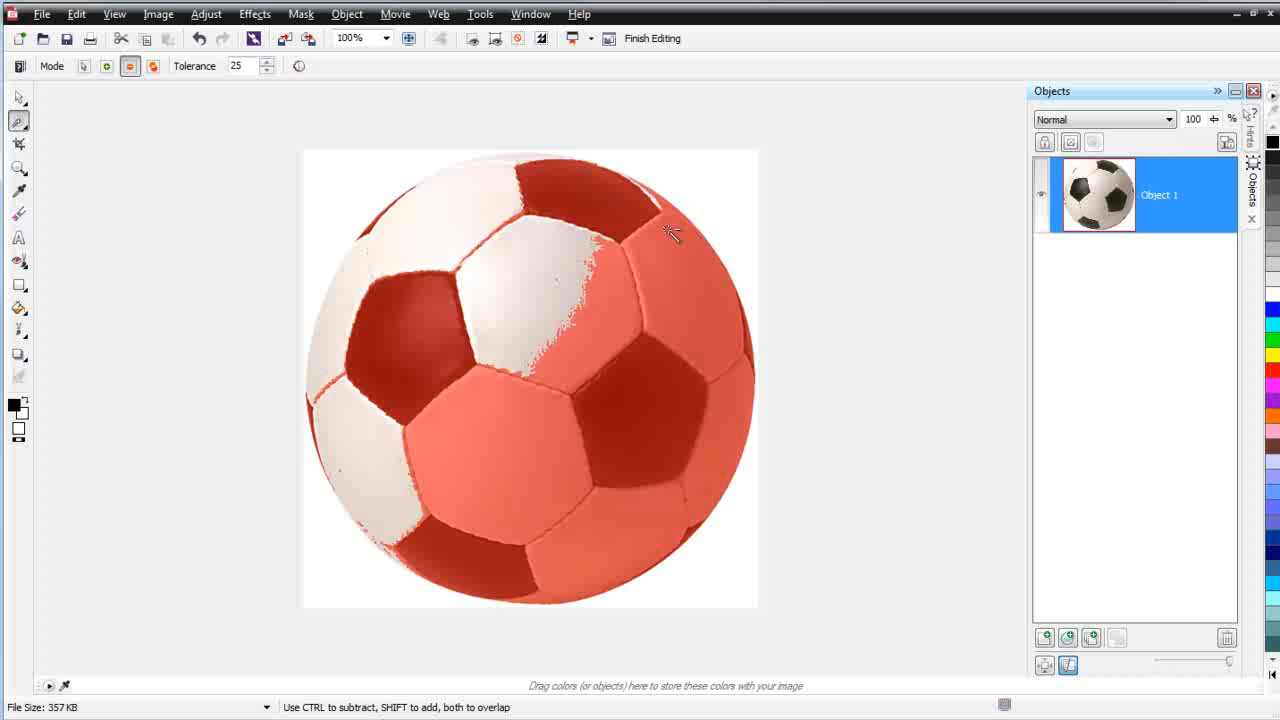 File Edit View Image Adjust Effects Mask Object Movie Web Tools Window Help
100% Finish Editing
Mode Tolerance 25
Objects
Normal 100 %
Hints
Objects
Object 1
Drag colors (or objects) here to store these colors with your image
File Size: 357 KB Use CTRL to subtract, SHIFT to add, both to overlap